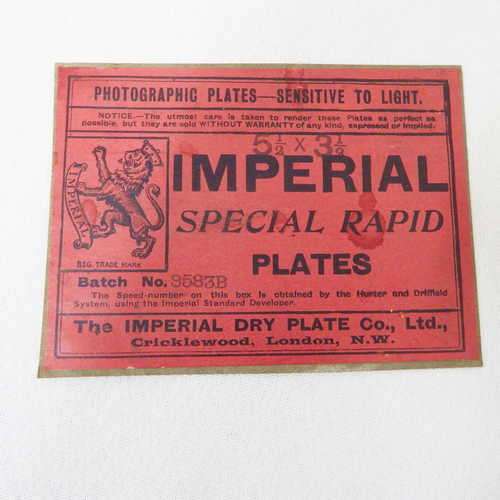 PHOTOGRAPHIC PLATES—SENSITIVE TO LIGHT.
NOTICE.—The utmost care is taken to render these Plates as perfect as
possible, but they are sold WITHOUT WARRANTY of any kind, expressed or implied.
5½ × 3½
IMPERIAL
IMPERIAL
SPECIAL RAPID
PLATES
REG. TRADE MARK
Batch No. 9583B
The Speed-number on this box is obtained by the Hurter and Driffield
System, using the Imperial Standard Developer.
The IMPERIAL DRY PLATE Co., Ltd.,
Cricklewood, London, N.W.